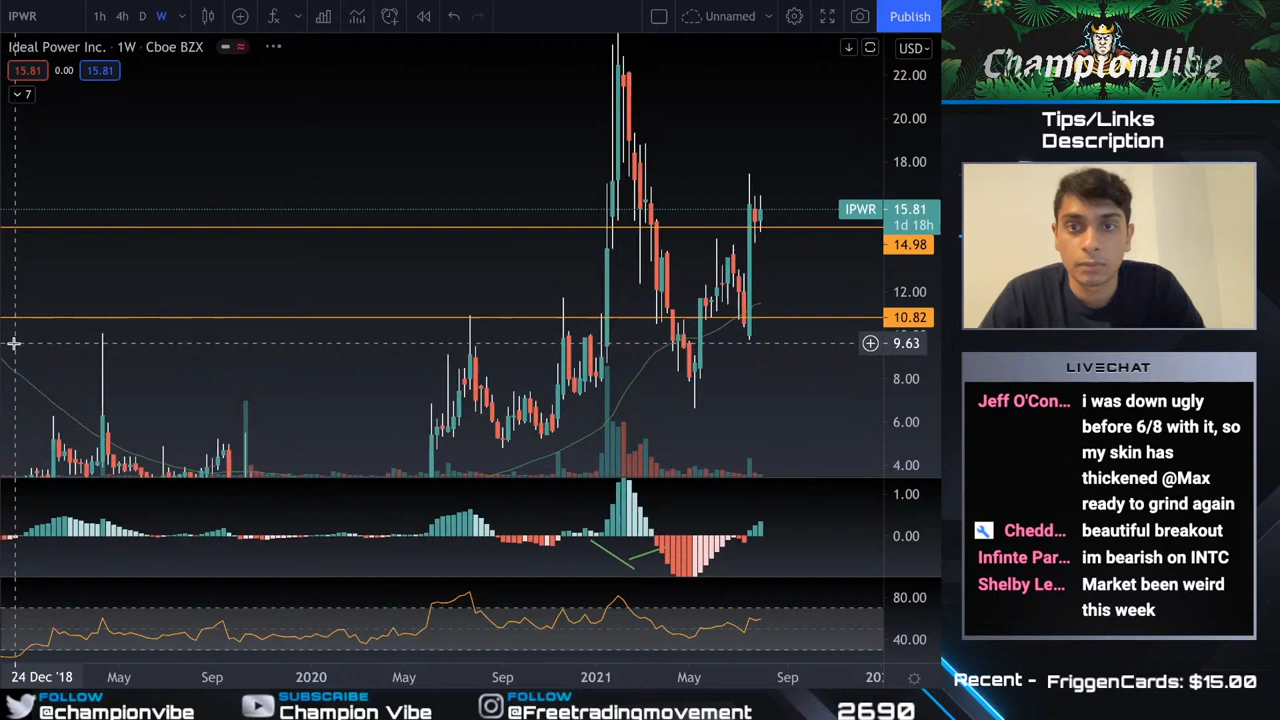 IPWR
1h 4h D W
Unnamed
Publish
Ideal Power Inc. · 1W · Cboe BZX
USD
15.81 0.00 15.81
7
22.00
20.00
18.00
IPWR 15.81
1d 18h
14.98
12.00
10.82
9.63
8.00
6.00
4.00
1.00
0.00
80.00
40.00
24 Dec '18 May Sep 2020 May Sep 2021 May Sep 20
ChampionVibe
Tips/Links
Description
LIVECHAT
Jeff O'Con... i was down ugly
before 6/8 with it, so
my skin has
thickened @Max
ready to grind again
Chedd... beautiful breakout
Infinte Par... im bearish on INTC
Shelby Le... Market been weird
this week
Recent - FriggenCards: $15.00
FOLLOW
@championvibe
SUBSCRIBE
Champion Vibe
FOLLOW
@Freetradingmovement
2690